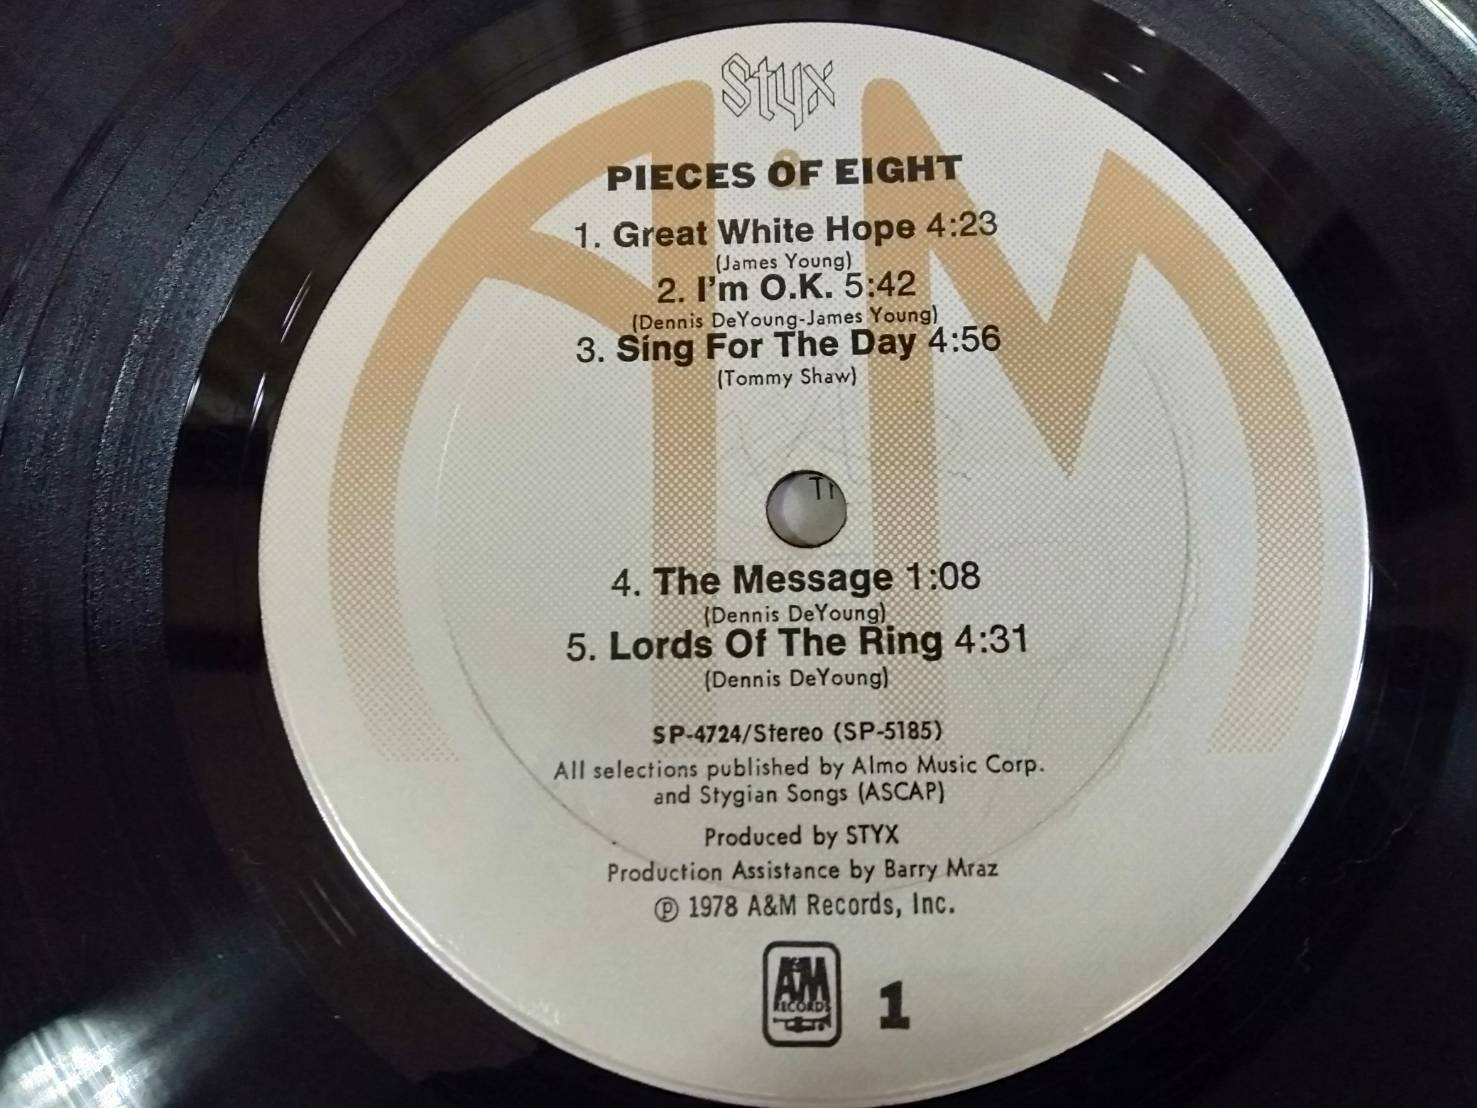 Styx
PIECES OF EIGHT
1. Great White Hope 4:23
(James Young)
2. I'm O.K. 5:42
(Dennis DeYoung-James Young)
3. Sing For The Day 4:56
(Tommy Shaw)
4. The Message 1:08
(Dennis DeYoung)
5. Lords Of The Ring 4:31
(Dennis DeYoung)
SP-4724/Stereo (SP-5185)
All selections published by Almo Music Corp.
and Stygian Songs (ASCAP)
Produced by STYX
Production Assistance by Barry Mraz
℗ 1978 A&M Records, Inc.
A&M
RECORDS
1